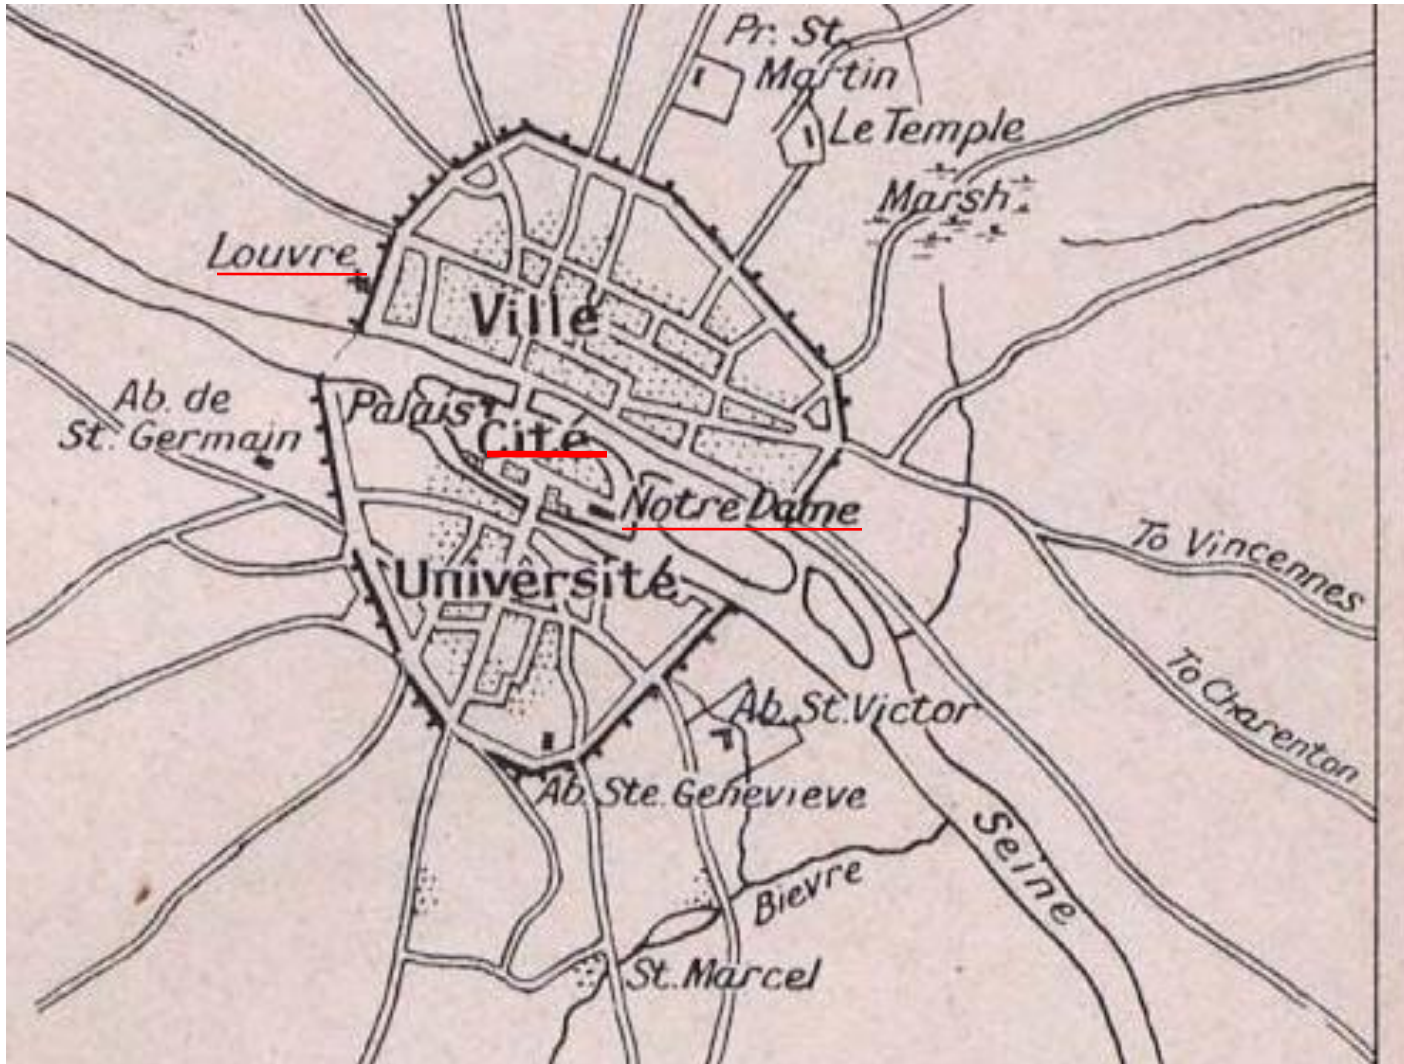 Pr. St.
Martin
Le Temple
Marsh
Louvre
Ville
Ab. de
St. Germain
Palais
Cité
Notre Dame
To Vincennes
Université
To Charenton
Ab. St. Victor
Ab. Ste. Genevieve
Seine
Bievre
St. Marcel